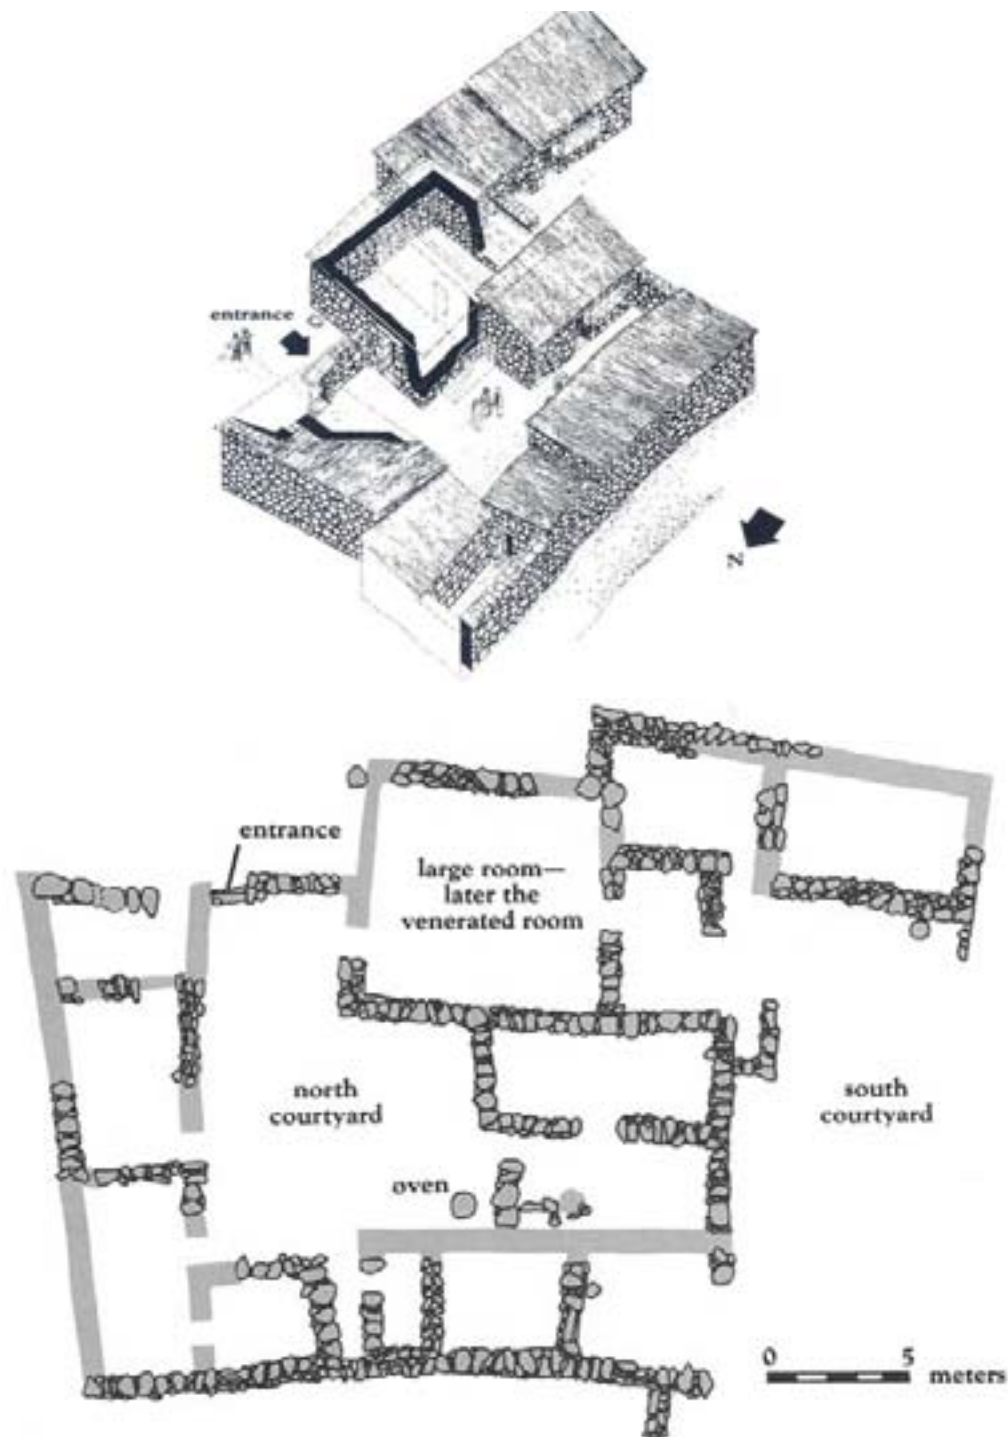 entrance
N
entrance
large room—
later the
venerated room
north
courtyard
south
courtyard
oven
0 5
meters